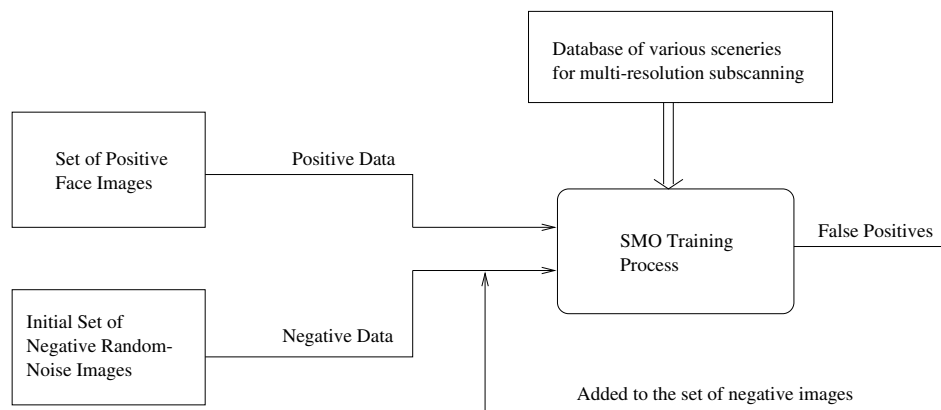 Database of various sceneries
for multi-resolution subscanning
Set of Positive
Face Images
Positive Data
SMO Training
Process
False Positives
Initial Set of
Negative Random-
Noise Images
Negative Data
Added to the set of negative images